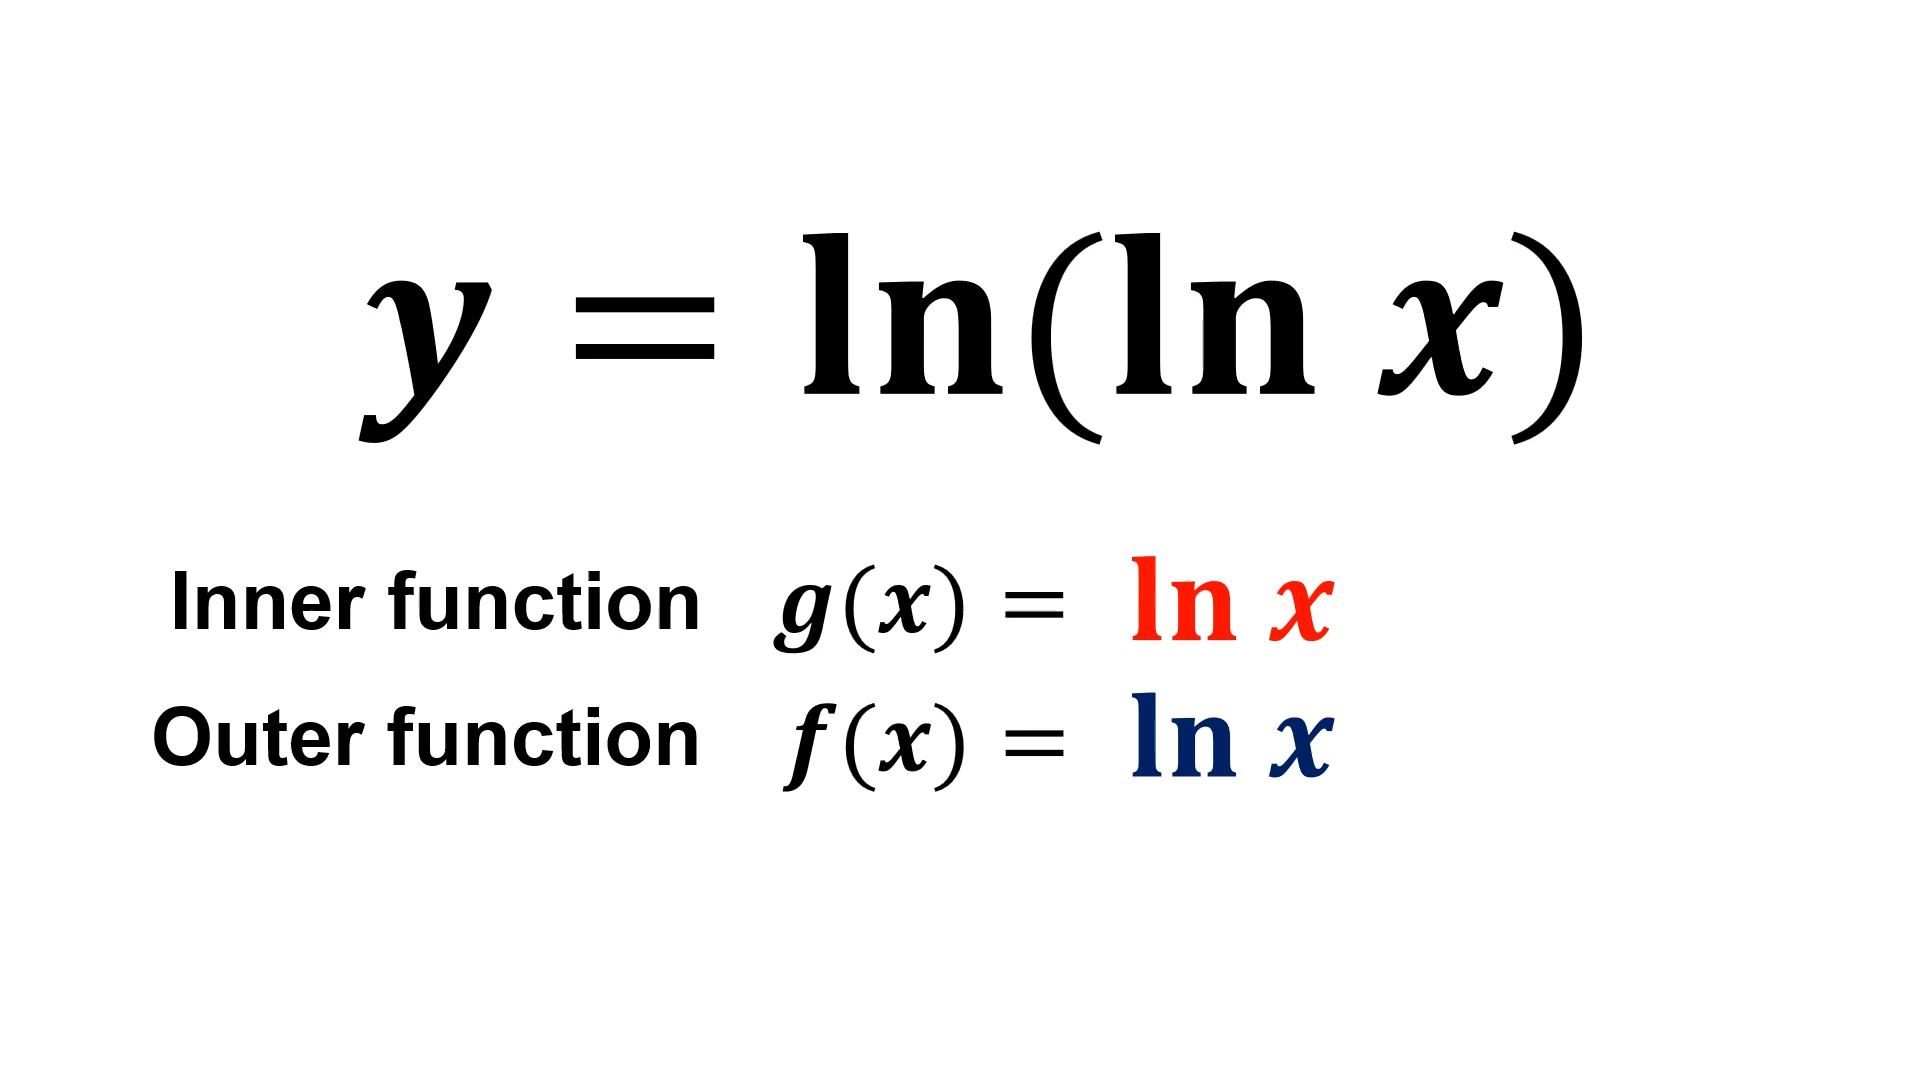 y = ln(ln x)
Inner function g(x) = ln x
Outer function f(x) = ln x